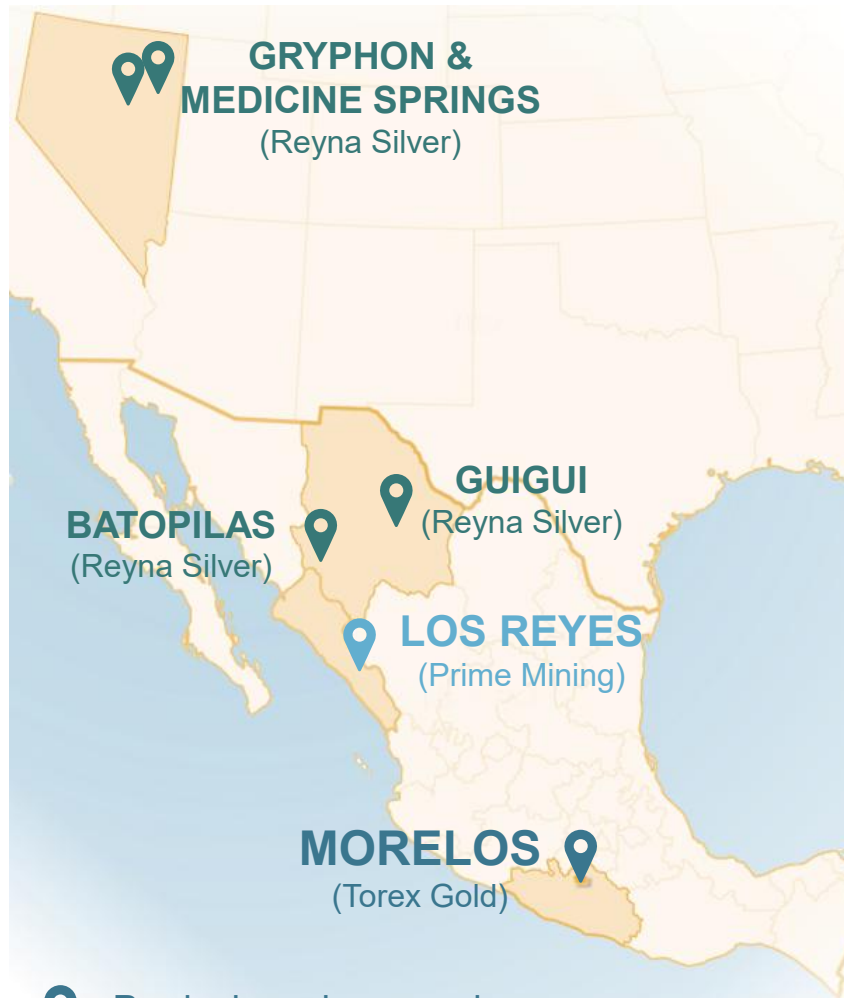 GRYPHON &
MEDICINE SPRINGS
(Reyna Silver)
GUIGUI
(Reyna Silver)
BATOPILAS
(Reyna Silver)
LOS REYES
(Prime Mining)
MORELOS
(Torex Gold)